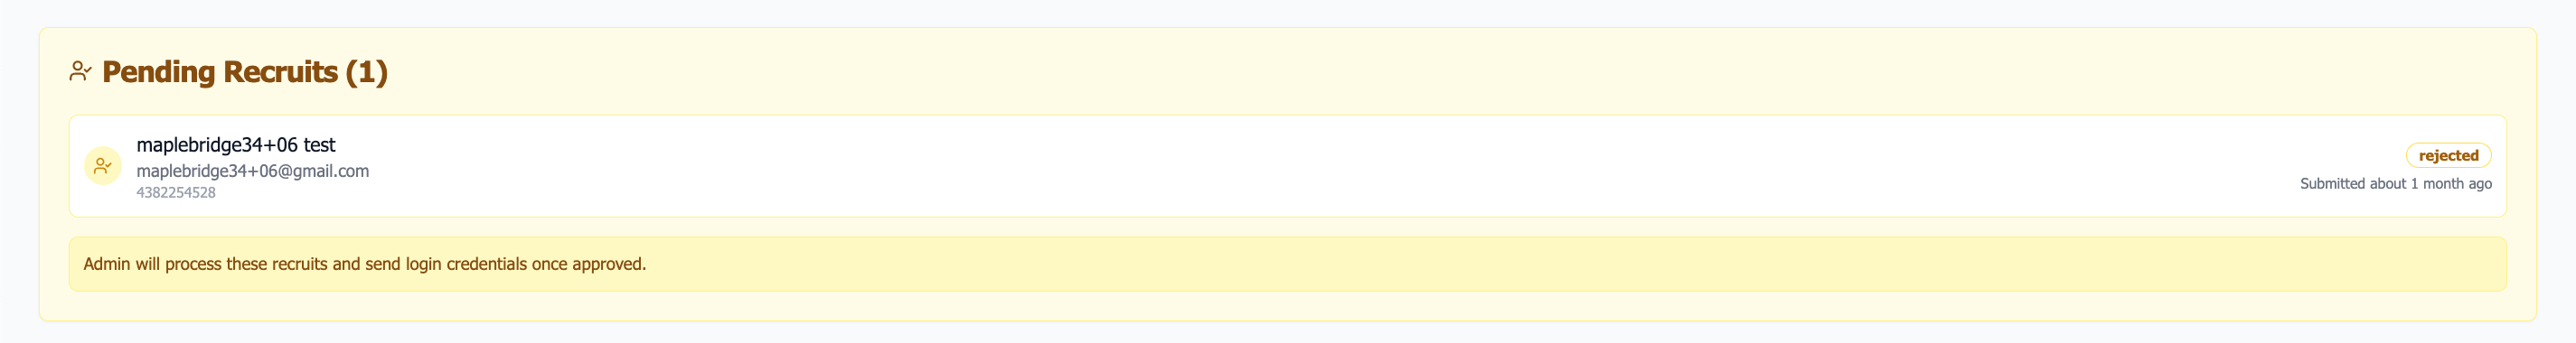 Pending Recruits (1)
maplebridge34+06 test
maplebridge34+06@gmail.com
4382254528
rejected
Submitted about 1 month ago
Admin will process these recruits and send login credentials once approved.